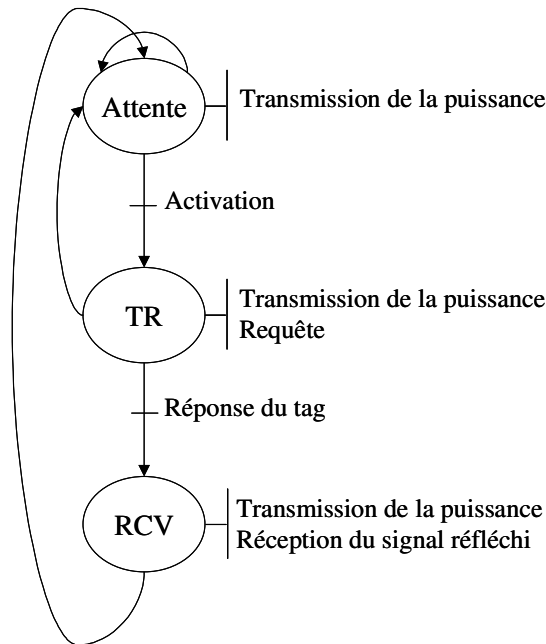 Attente
Transmission de la puissance
Activation
TR
Transmission de la puissance
Requête
Réponse du tag
RCV
Transmission de la puissance
Réception du signal réfléchi